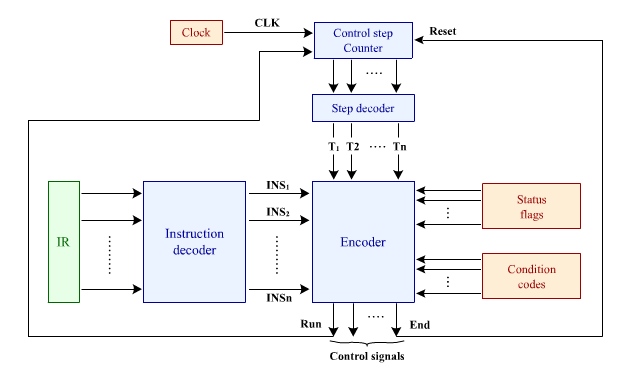 CLK
Clock
Control step
Counter
Reset
....
Step decoder
T₁ T2 .... Tn
IR
Instruction
decoder
INS₁
INS₂
INSn
Encoder
Status
flags
Condition
codes
....
Run
End
Control signals